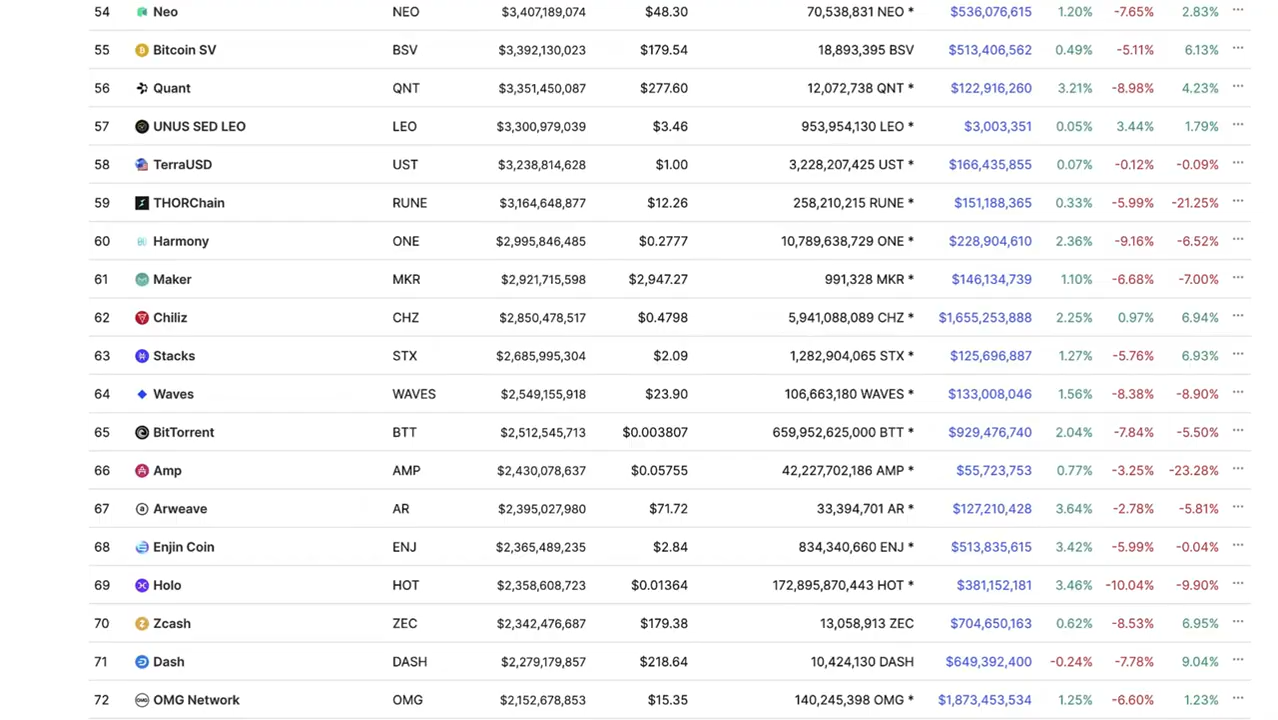 54 Neo NEO $3,407,189,074 $48.30 70,538,831 NEO * $536,076,615 1.20% -7.65% 2.83% ...
55 Bitcoin SV BSV $3,392,130,023 $179.54 18,893,395 BSV $513,406,562 0.49% -5.11% 6.13% ...
56 Quant QNT $3,351,450,087 $277.60 12,072,738 QNT * $122,916,260 3.21% -8.98% 4.23% ...
57 UNUS SED LEO LEO $3,300,979,039 $3.46 953,954,130 LEO * $3,003,351 0.05% 3.44% 1.79% ...
58 TerraUSD UST $3,238,814,628 $1.00 3,228,207,425 UST * $166,435,855 0.07% -0.12% -0.09% ...
59 THORChain RUNE $3,164,648,877 $12.26 258,210,215 RUNE * $151,188,365 0.33% -5.99% -21.25% ...
60 Harmony ONE $2,995,846,485 $0.2777 10,789,638,729 ONE * $228,904,610 2.36% -9.16% -6.52% ...
61 Maker MKR $2,921,715,598 $2,947.27 991,328 MKR * $146,134,739 1.10% -6.68% -7.00% ...
62 Chiliz CHZ $2,850,478,517 $0.4798 5,941,088,089 CHZ * $1,655,253,888 2.25% 0.97% 6.94% ...
63 Stacks STX $2,685,995,304 $2.09 1,282,904,065 STX * $125,696,887 1.27% -5.76% 6.93% ...
64 Waves WAVES $2,549,155,918 $23.90 106,663,180 WAVES * $133,008,046 1.56% -8.38% -8.90% ...
65 BitTorrent BTT $2,512,545,713 $0.003807 659,952,625,000 BTT * $929,476,740 2.04% -7.84% -5.50% ...
66 Amp AMP $2,430,078,637 $0.05755 42,227,702,186 AMP * $55,723,753 0.77% -3.25% -23.28% ...
67 Arweave AR $2,395,027,980 $71.72 33,394,701 AR * $127,210,428 3.64% -2.78% -5.81% ...
68 Enjin Coin ENJ $2,365,489,235 $2.84 834,340,660 ENJ * $513,835,615 3.42% -5.99% -0.04% ...
69 Holo HOT $2,358,608,723 $0.01364 172,895,870,443 HOT * $381,152,181 3.46% -10.04% -9.90% ...
70 Zcash ZEC $2,342,476,687 $179.38 13,058,913 ZEC $704,650,163 0.62% -8.53% 6.95% ...
71 Dash DASH $2,279,179,857 $218.64 10,424,130 DASH $649,392,400 -0.24% -7.78% 9.04% ...
72 OMG Network OMG $2,152,678,853 $15.35 140,245,398 OMG * $1,873,453,534 1.25% -6.60% 1.23% ...